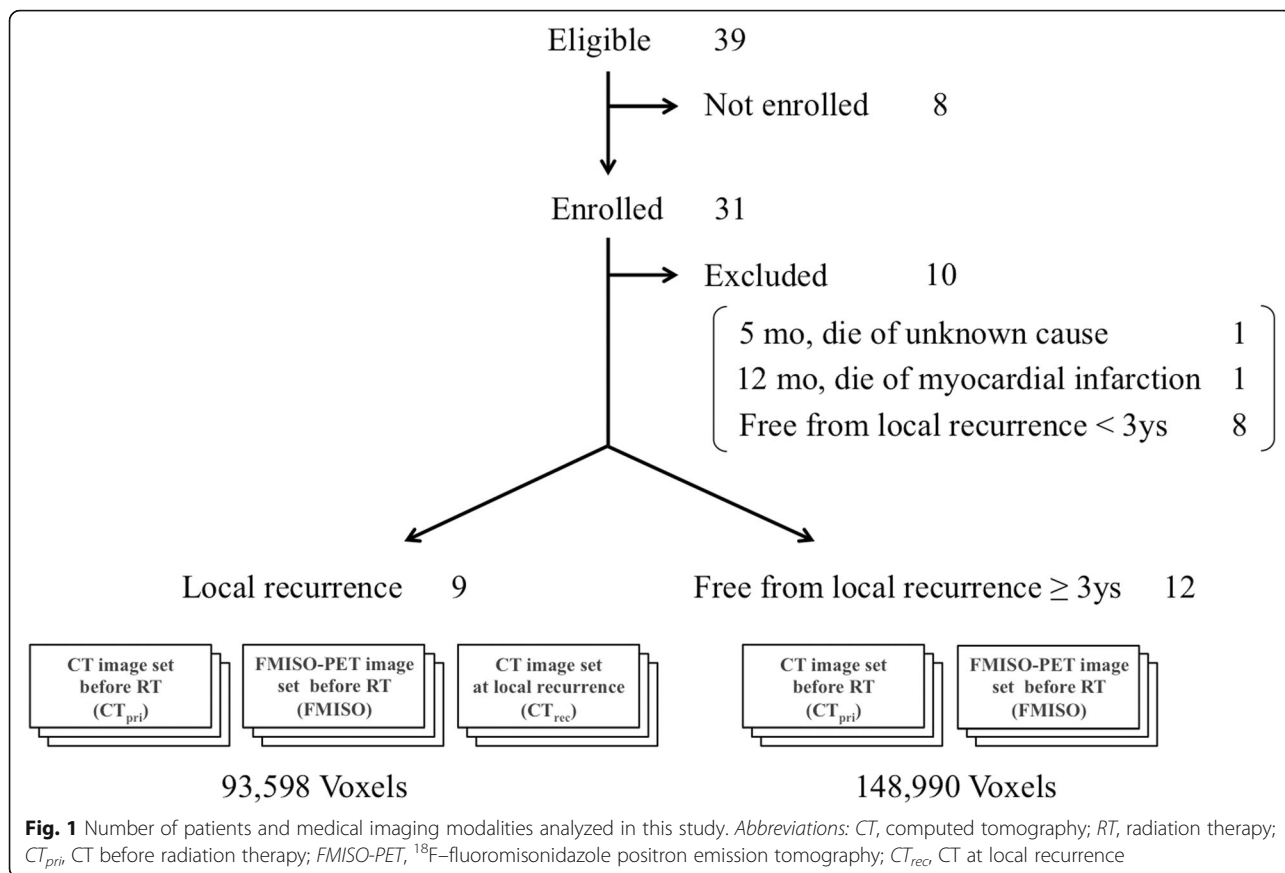 Eligible 39
Not enrolled 8
Enrolled 31
Excluded 10
5 mo, die of unknown cause 1
12 mo, die of myocardial infarction 1
Free from local recurrence < 3ys 8
Local recurrence 9
Free from local recurrence ≥ 3ys 12
CT image set
before RT
(CTpri)
FMISO-PET image
set before RT
(FMISO)
CT image set
at local recurrence
(CTrec)
CT image set
before RT
(CTpri)
FMISO-PET image
set before RT
(FMISO)
93,598 Voxels
148,990 Voxels
Fig. 1 Number of patients and medical imaging modalities analyzed in this study. Abbreviations: CT, computed tomography; RT, radiation therapy;
CTpri, CT before radiation therapy; FMISO-PET, 18F–fluoromisonidazole positron emission tomography; CTrec, CT at local recurrence